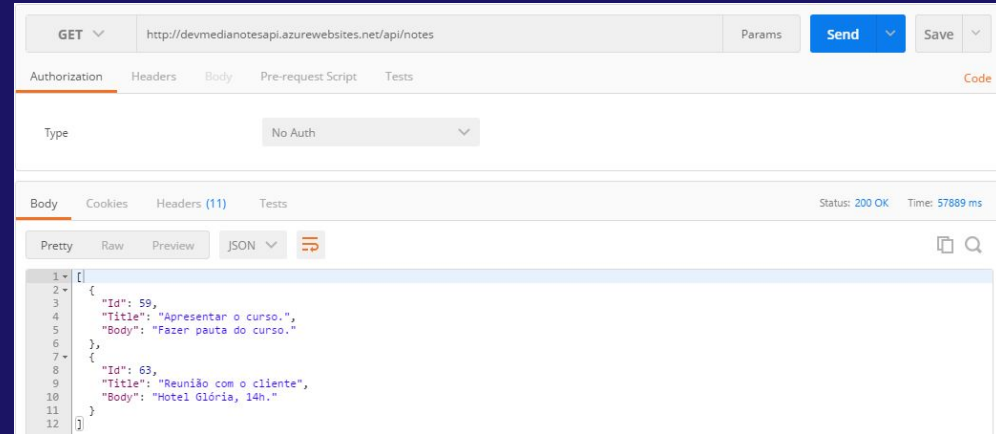 GET http://devmedianotesapi.azurewebsites.net/api/notes Params Send Save
Authorization Headers Body Pre-request Script Tests Code
Type No Auth
Body Cookies Headers (11) Tests Status: 200 OK Time: 57889 ms
Pretty Raw Preview JSON
1 [
2 {
3 "Id": 59,
4 "Title": "Apresentar o curso.",
5 "Body": "Fazer pauta do curso."
6 },
7 {
8 "Id": 63,
9 "Title": "Reunião com o cliente",
10 "Body": "Hotel Glória, 14h."
11 }
12 ]